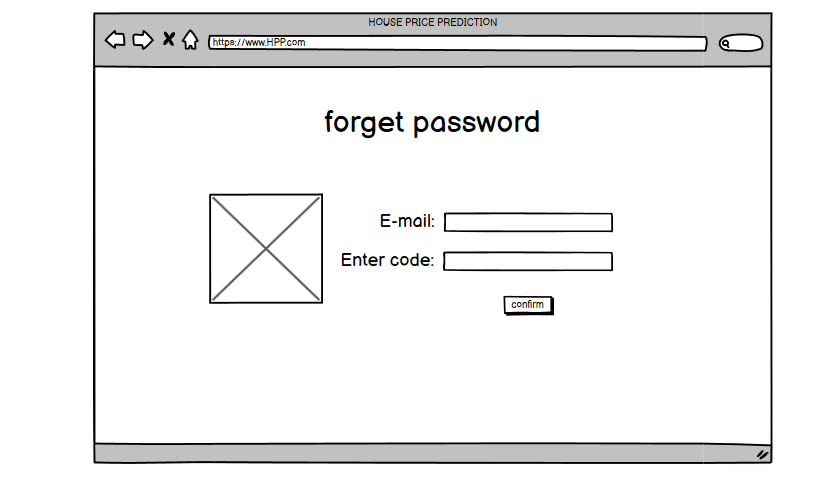 HOUSE PRICE PREDICTION
https://www.HPP.com
forget password
E-mail:
Enter code:
confirm